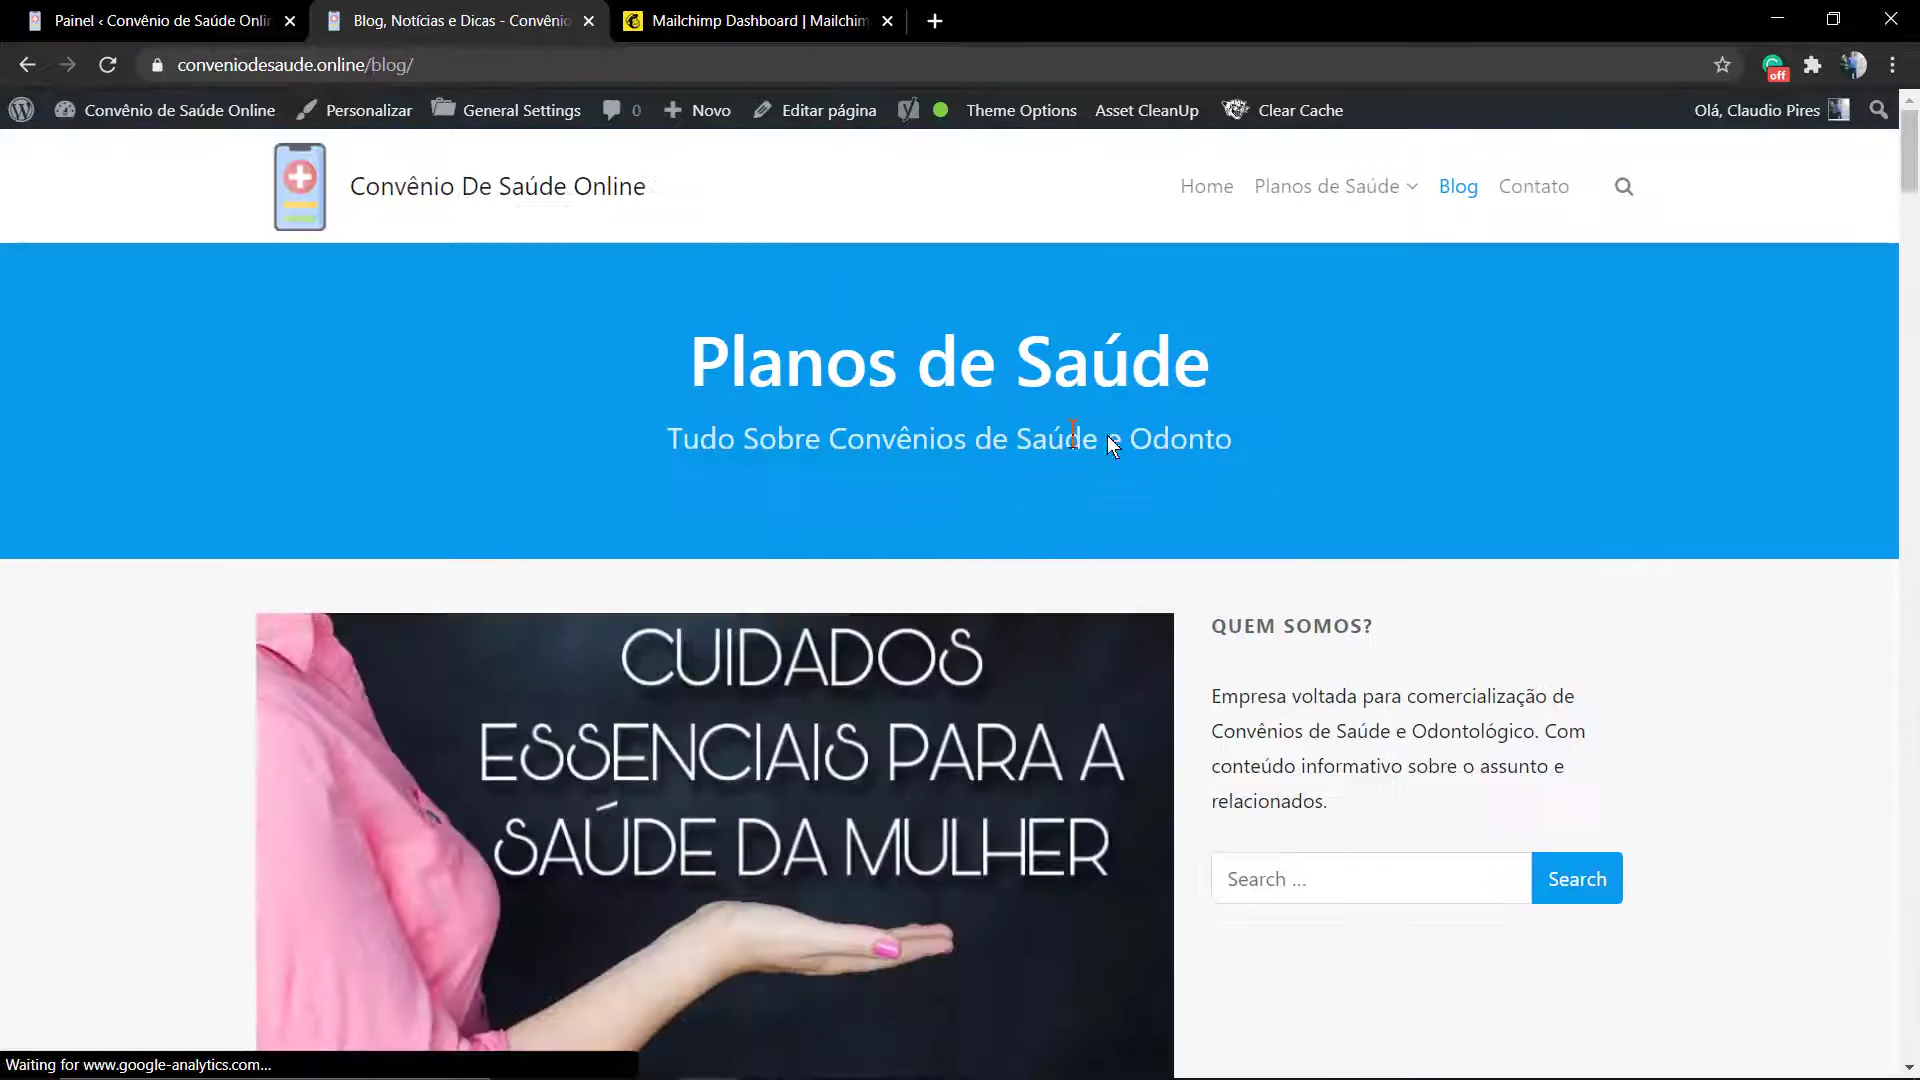 Painel ‹ Convênio de Saúde Onlin
Blog, Notícias e Dicas - Convênio
Mailchimp Dashboard | Mailchim
conveniodesaude.online/blog/
off
Convênio de Saúde Online
Personalizar
General Settings
0
Novo
Editar página
Theme Options
Asset CleanUp
Clear Cache
Olá, Claudio Pires
Convênio De Saúde Online
Home
Planos de Saúde
Blog
Contato
Planos de Saúde
Tudo Sobre Convênios de Saúde e Odonto
CUIDADOS
ESSENCIAIS PARA A
SAÚDE DA MULHER
QUEM SOMOS?
Empresa voltada para comercialização de
Convênios de Saúde e Odontológico. Com
conteúdo informativo sobre o assunto e
relacionados.
Search ...
Search
Waiting for www.google-analytics.com...